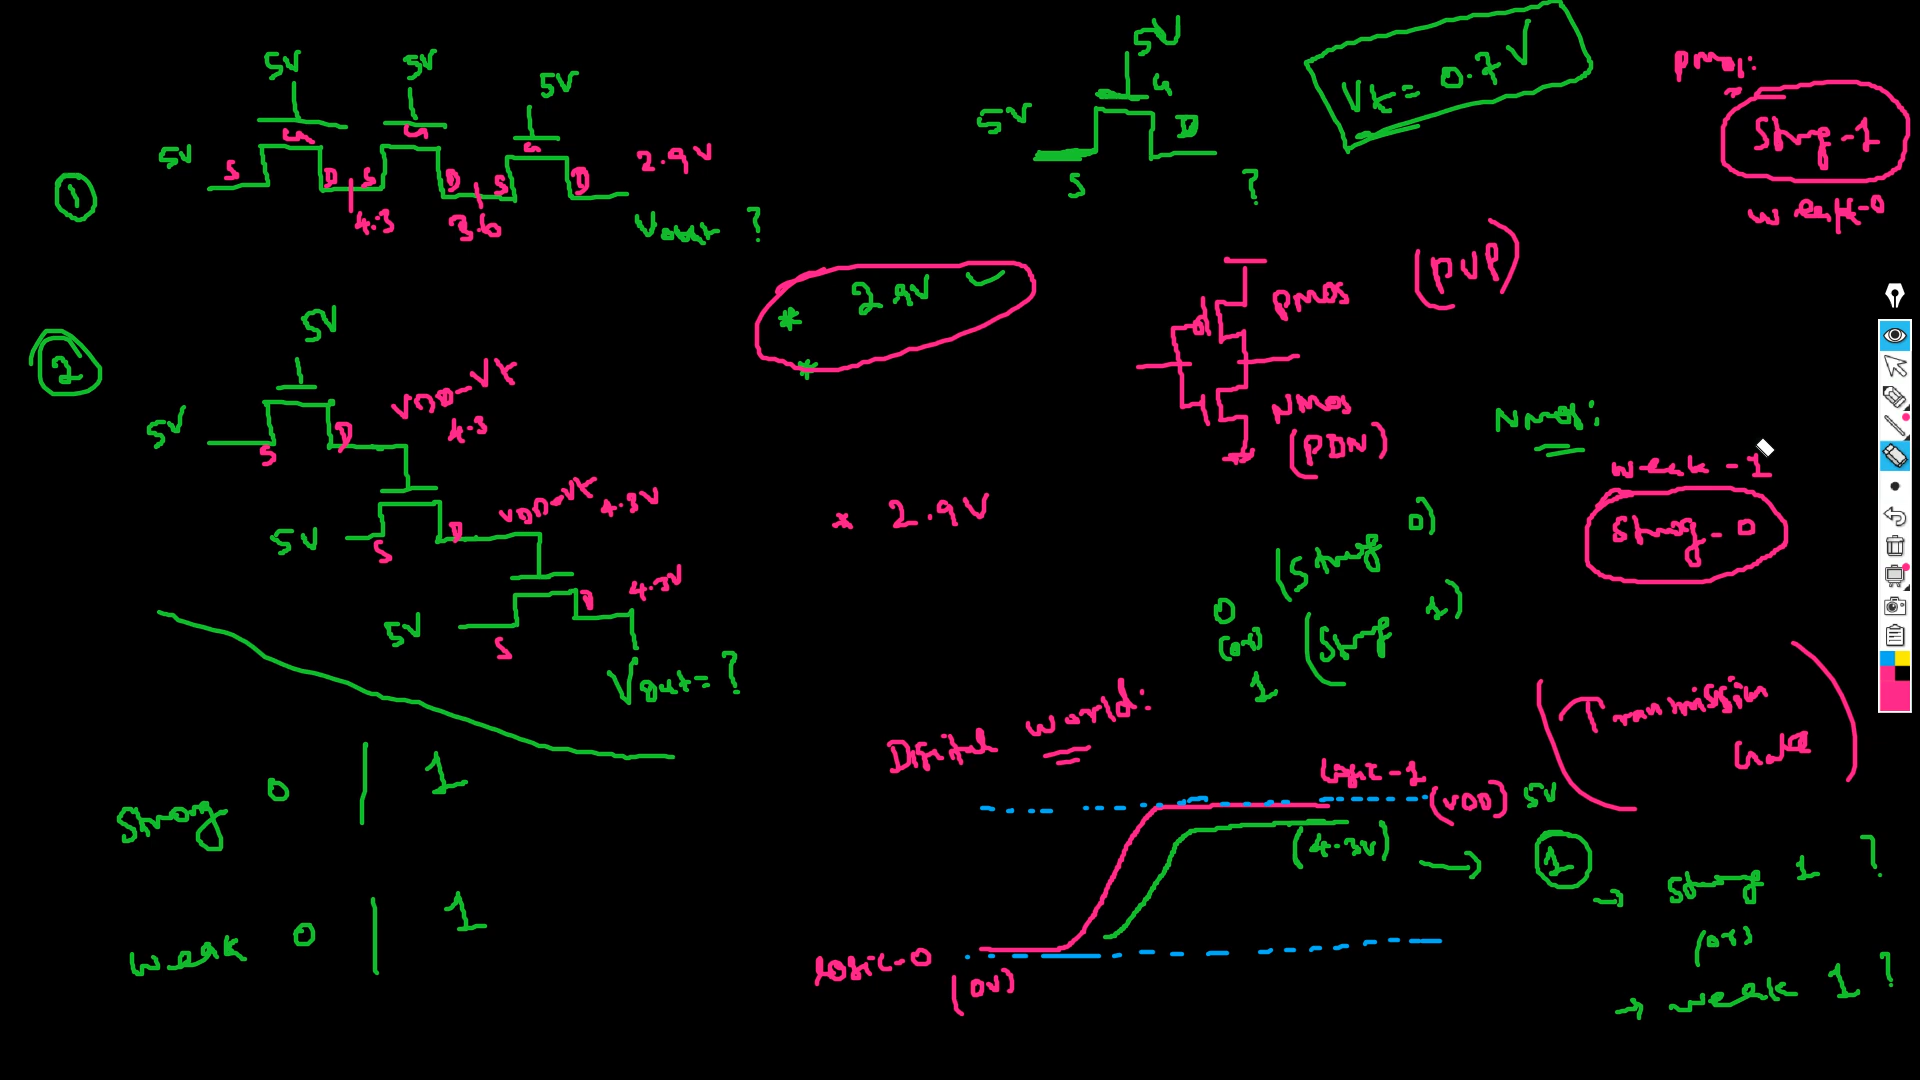 5V
5V
5V
5V
S
G
D
S
G
D
S
G
D
2.9V
4.3
3.6
Vout ?
1
5V
5V
G
S
D
?
Vt = 0.7V
pmos:
Strong-1
weak-0
* 2.9V
*
(PUP)
PMOS
NMOS
(PDN)
2
5V
5V
S
D
VDD-Vt
4.3
5V
S
D
VDD-Vt 4.3V
5V
S
D
4.3V
Vout = ?
* 2.9V
Nmos:
weak-1
Strong-0
0 (Strong 0)
(or)
1 (Strong 1)
Strong 0 | 1
weak 0 | 1
Digital world:
Logic-1
(VDD) 5V
(4.3V) → 1
Logic-0
(0V)
(Transmission
Gate)
→ Strong 1 ?
(or)
→ weak 1 ?